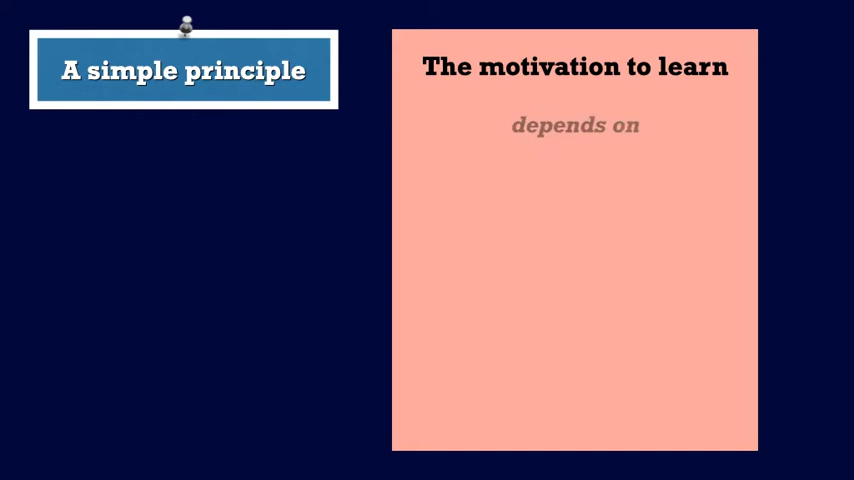 A simple principle
The motivation to learn
depends on